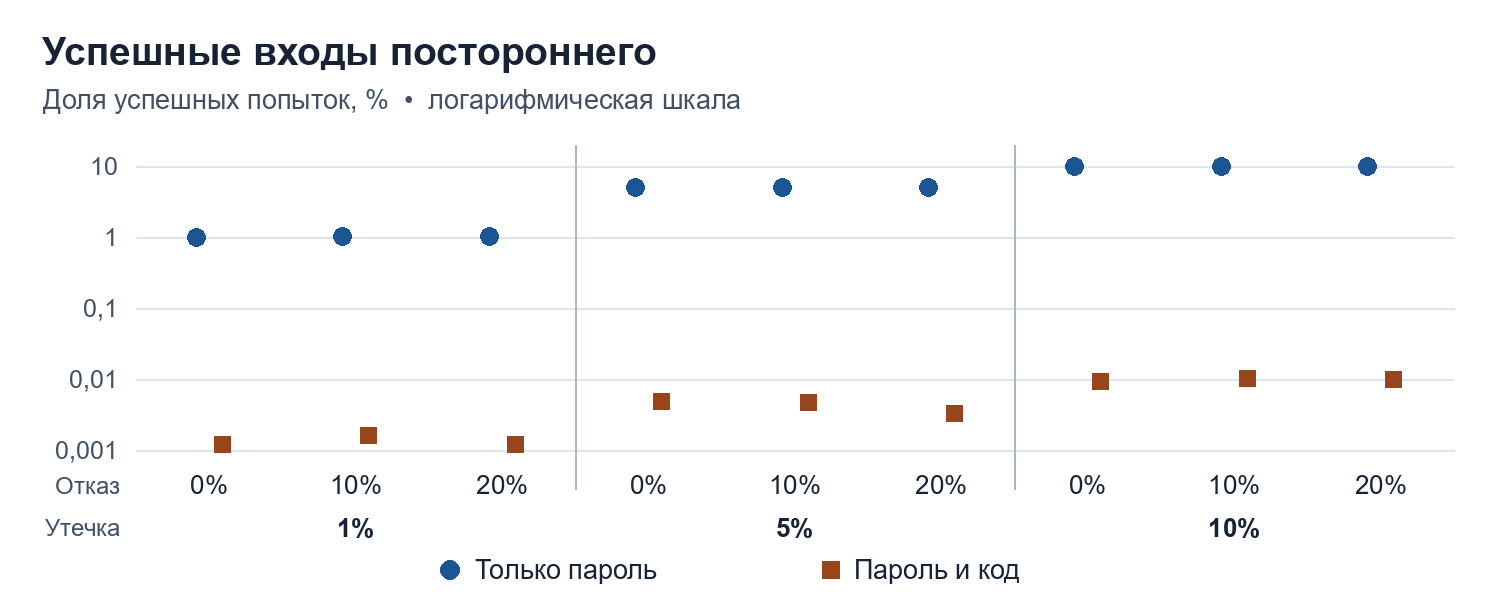 Успешные входы постороннего
Доля успешных попыток, % • логарифмическая шкала
10
1
0,1
0,01
0,001
Отказ 0% 10% 20% 0% 10% 20% 0% 10% 20%
Утечка 1% 5% 10%
Только пароль Пароль и код